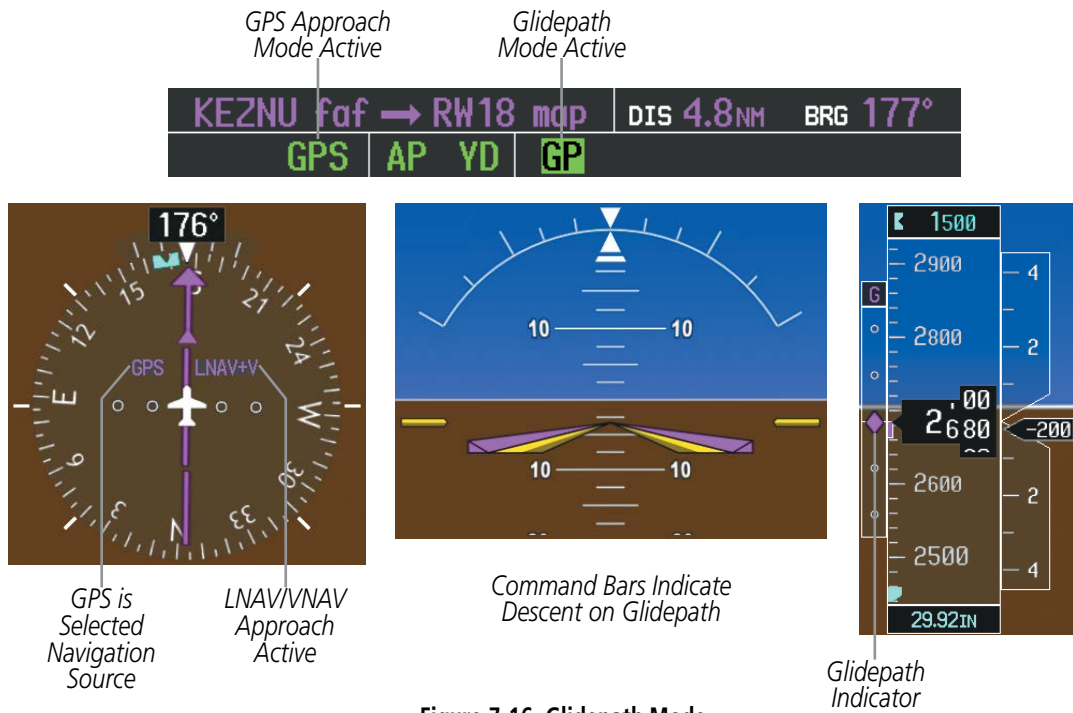 GPS Approach
Mode Active
Glidepath
Mode Active
KEZNU faf → RW18 map DIS 4.8NM BRG 177°
GPS AP YD GP
176°
15
21
12
24
GPS LNAV+V
E
W
6
30
3
N
33
10 10
10 10
1500
2900
2800
2600
2500
G
2680
00
4
2
-200
2
4
29.92IN
GPS is
Selected
Navigation
Source
LNAV/VNAV
Approach
Active
Command Bars Indicate
Descent on Glidepath
Glidepath
Indicator